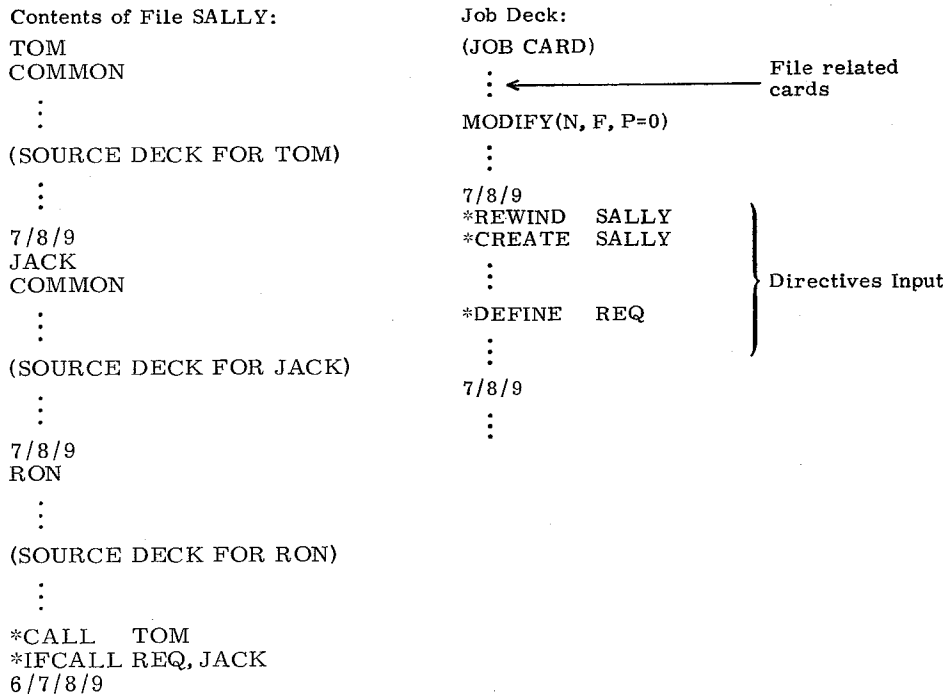 Contents of File SALLY:
TOM
COMMON
(SOURCE DECK FOR TOM)
7/8/9
JACK
COMMON
(SOURCE DECK FOR JACK)
7/8/9
RON
(SOURCE DECK FOR RON)
*CALL TOM
*IFCALL REQ, JACK
6/7/8/9
Job Deck:
(JOB CARD)
File related
cards
MODIFY(N, F, P=0)
7/8/9
*REWIND SALLY
*CREATE SALLY
Directives Input
*DEFINE REQ
7/8/9